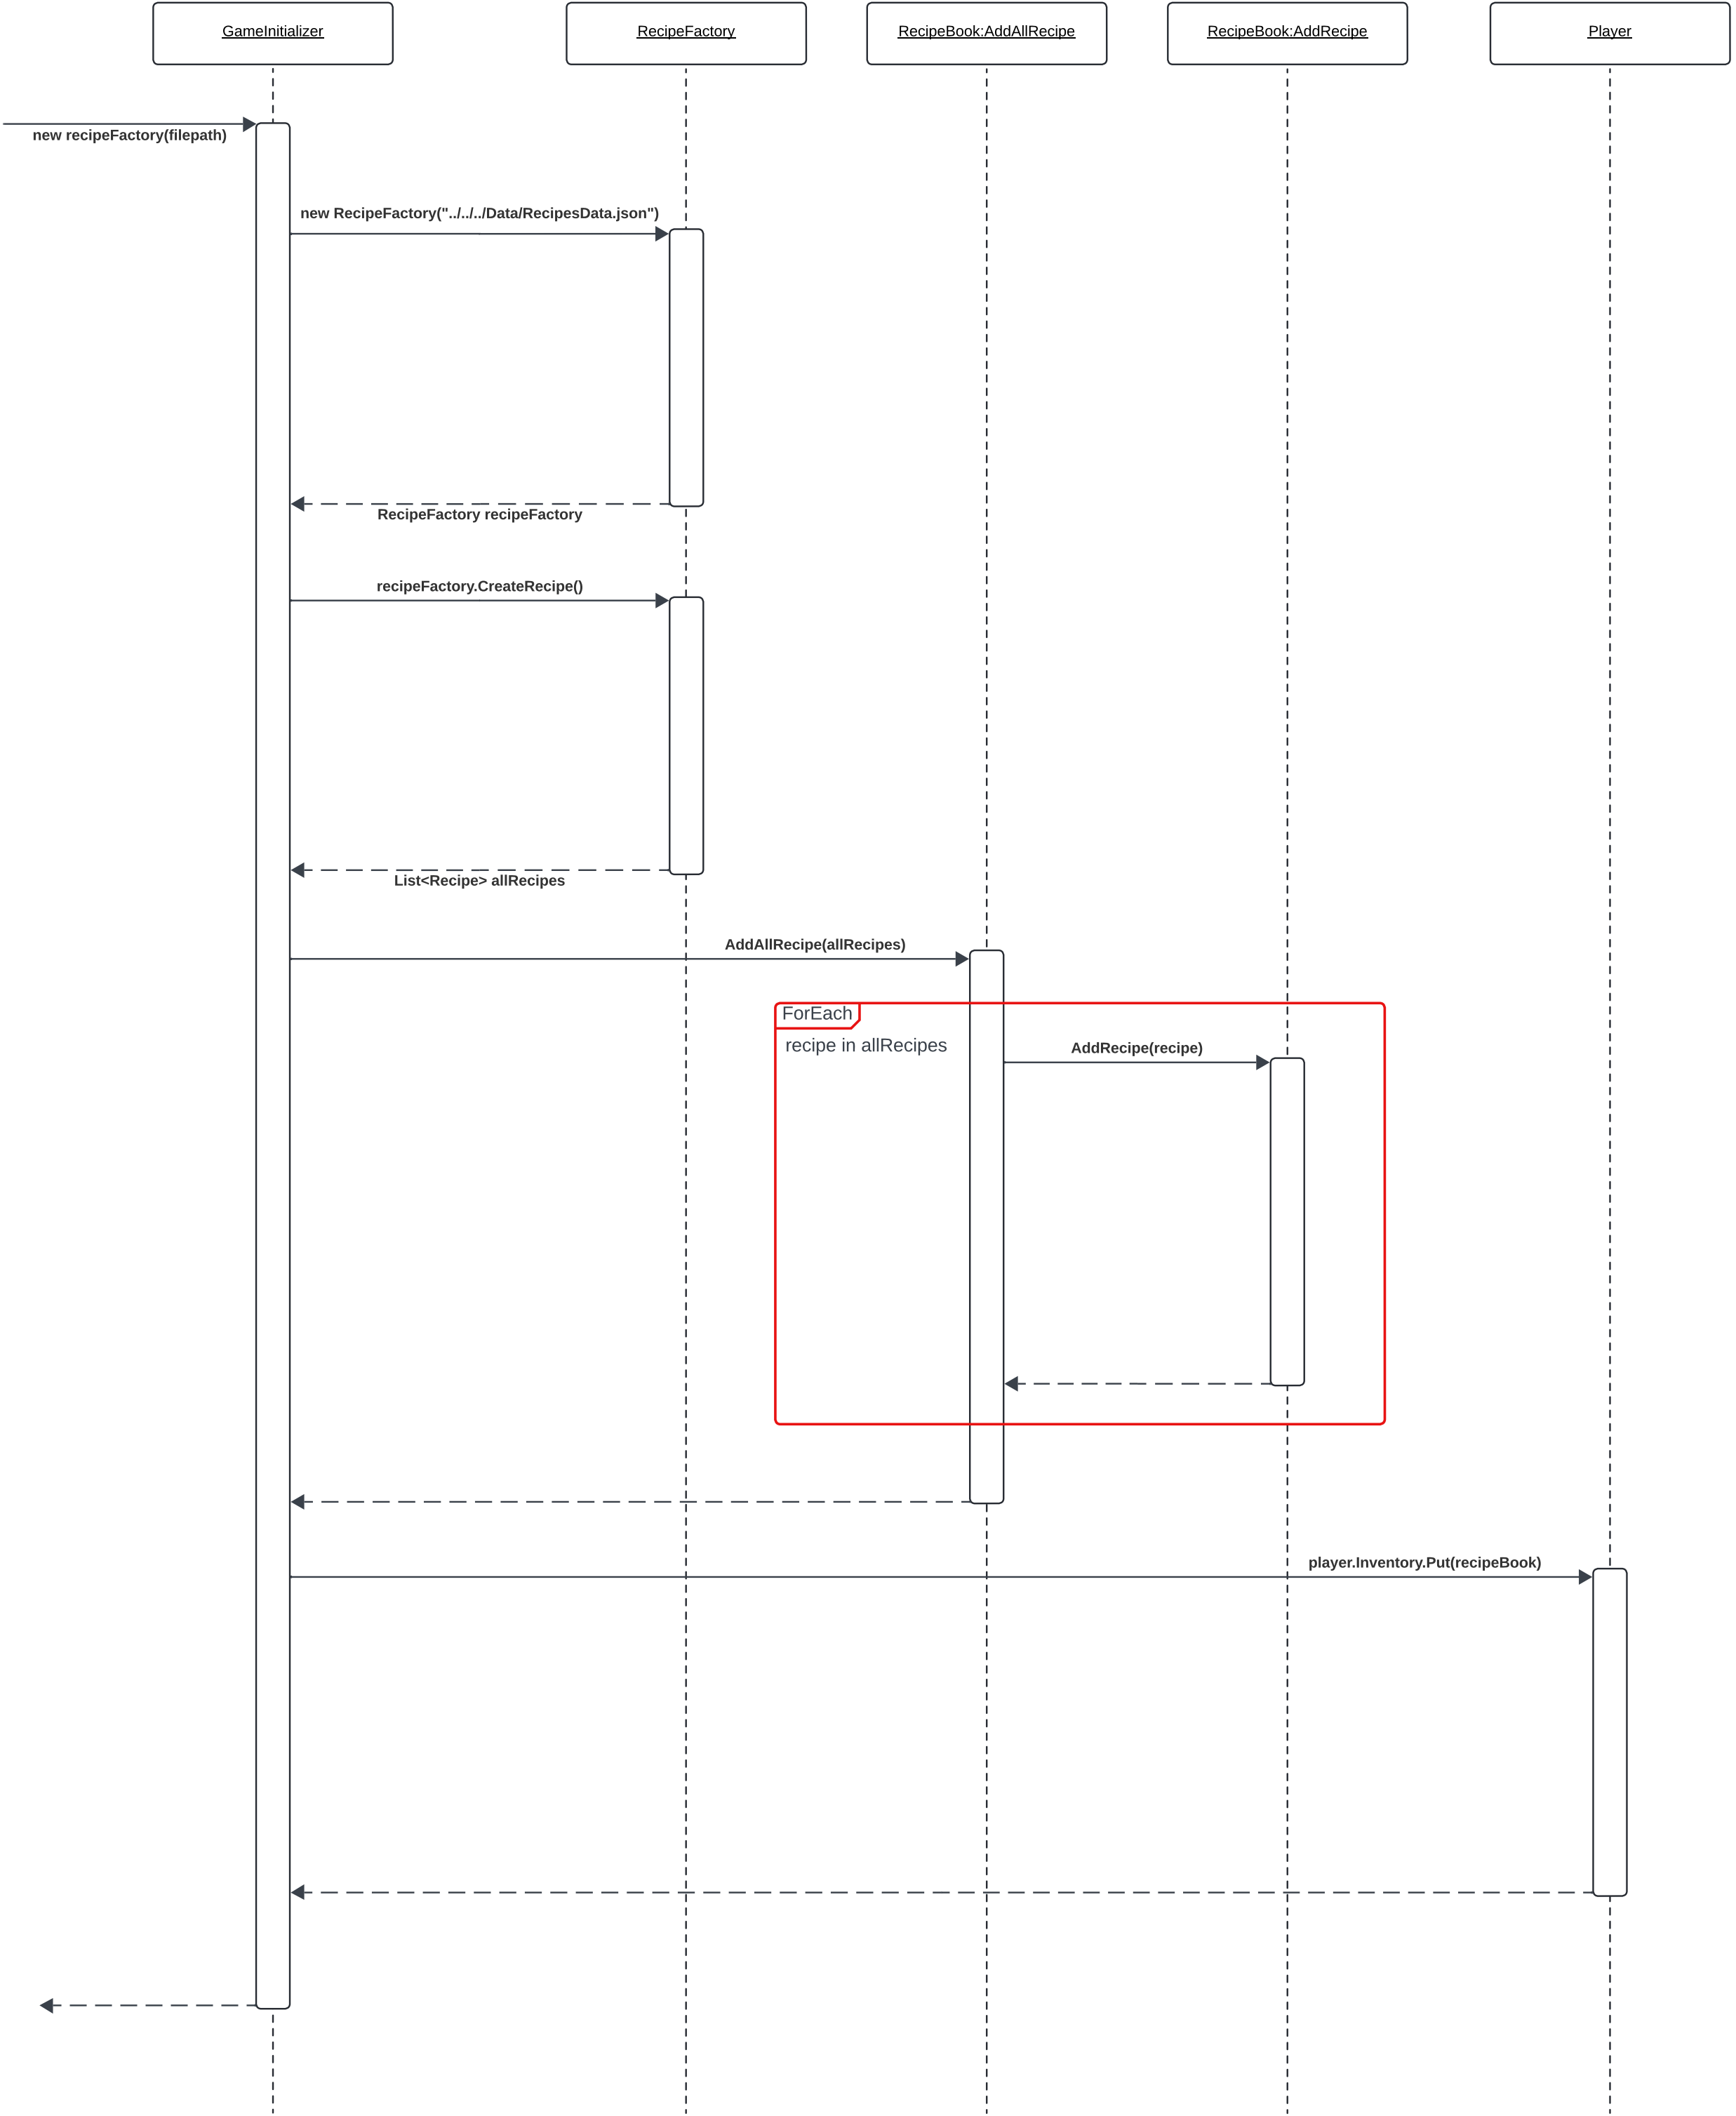 GameInitializer
RecipeFactory
RecipeBook:AddAllRecipe
RecipeBook:AddRecipe
Player
new recipeFactory(filepath)
new RecipeFactory("../../../Data/RecipesData.json")
RecipeFactory recipeFactory
recipeFactory.CreateRecipe()
List<Recipe> allRecipes
AddAllRecipe(allRecipes)
ForEach
recipe in allRecipes
AddRecipe(recipe)
player.Inventory.Put(recipeBook)